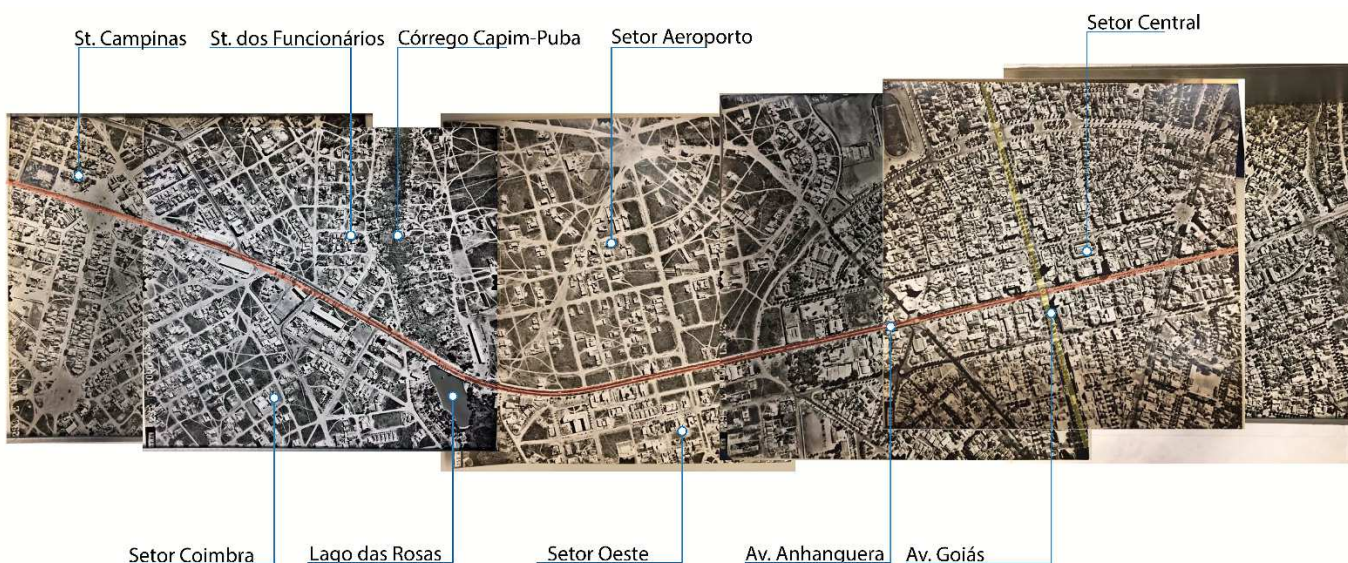 St. Campinas
St. dos Funcionários
Córrego Capim-Puba
Setor Aeroporto
Setor Central
Setor Coimbra
Lago das Rosas
Setor Oeste
Av. Anhanguera
Av. Goiás